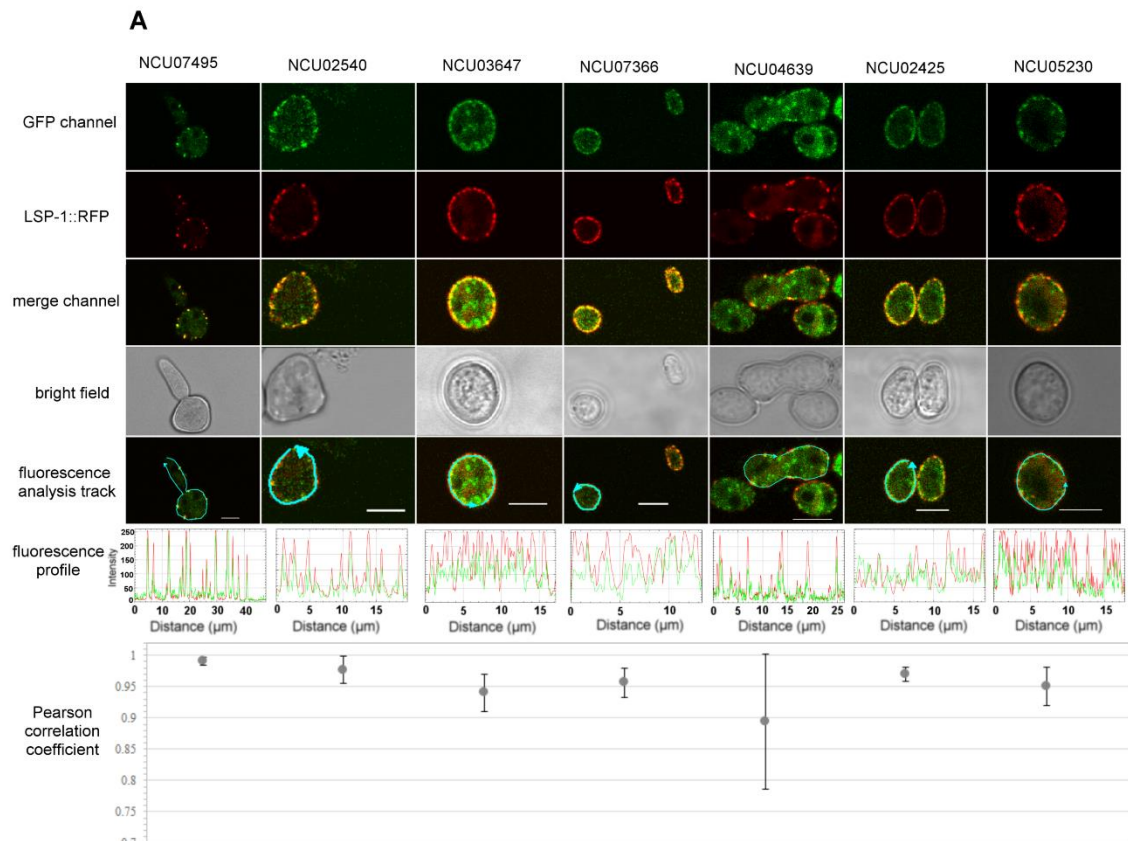 A
NCU07495 NCU02540 NCU03647 NCU07366 NCU04639 NCU02425 NCU05230
GFP channel
LSP-1::RFP
merge channel
bright field
fluorescence
analysis track
fluorescence
profile
Intensity
250
200
150
100
50
0
0 10 20 30 40
0 5 10 15
0 5 10 15
0 5 10
0 5 10 15 20 25
0 5 10 15
0 5 10 15
Distance (µm) Distance (µm) Distance (µm) Distance (µm) Distance (µm) Distance (µm) Distance (µm)
Pearson
correlation
coefficient
1
0.95
0.9
0.85
0.8
0.75
0.7